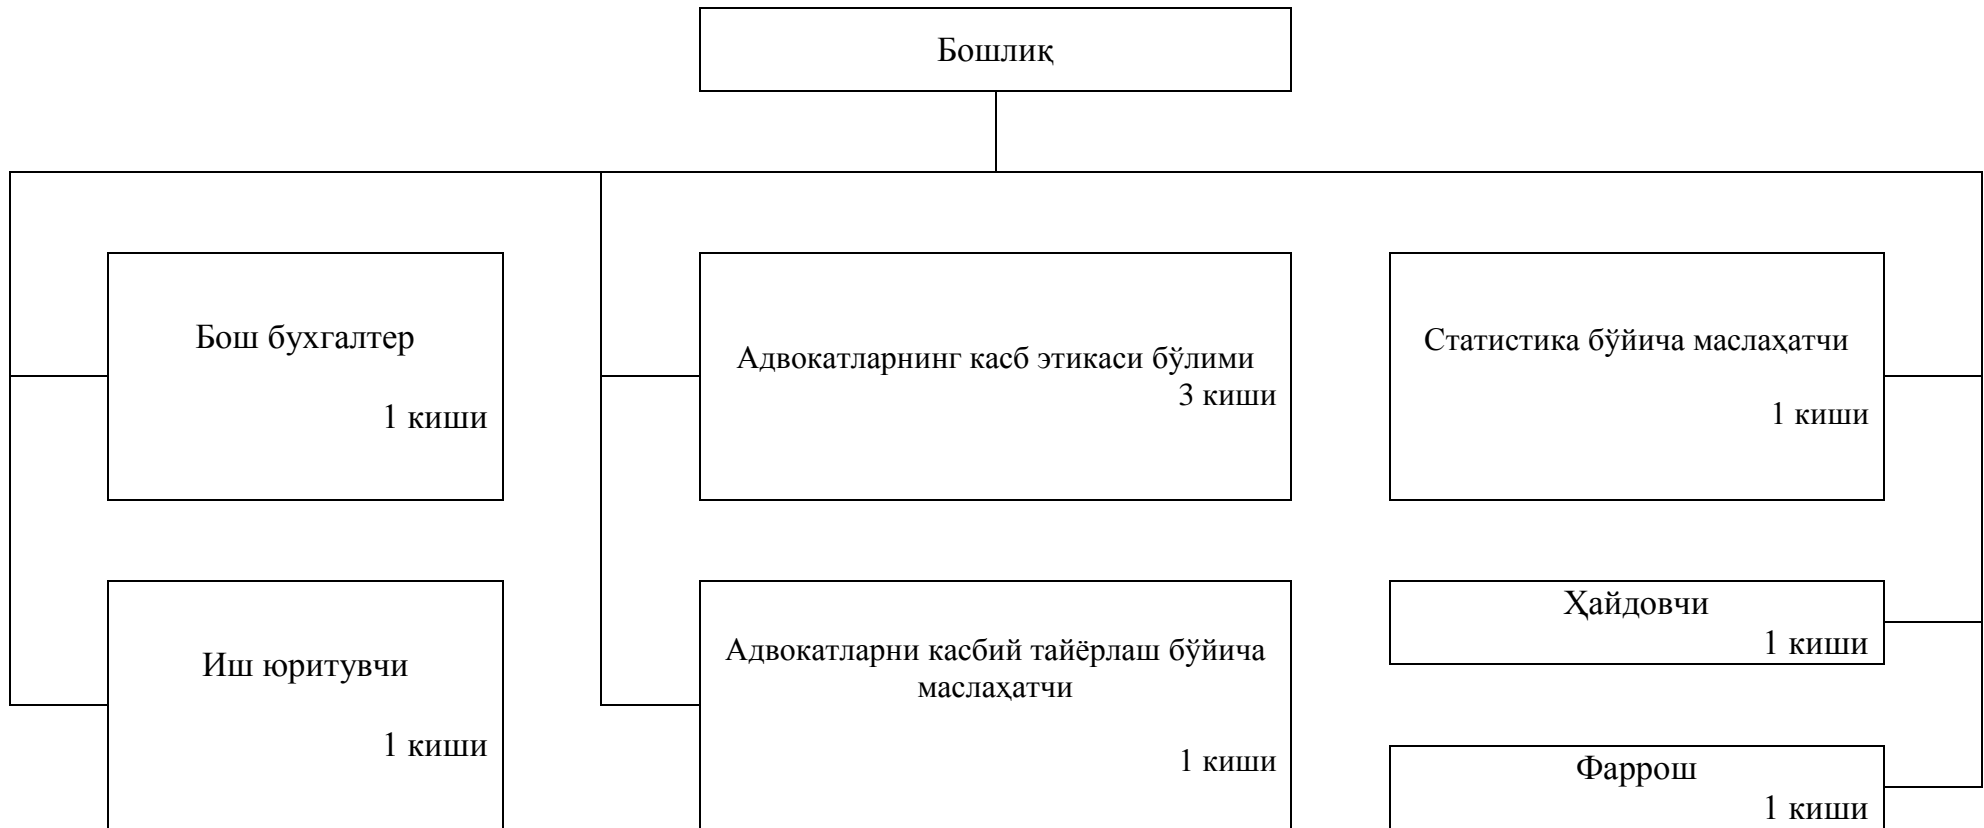 Бошлиқ
Бош бухгалтер
1 киши
Адвокатларнинг касб этикаси бўлими
3 киши
Статистика бўйича маслаҳатчи
1 киши
Иш юритувчи
1 киши
Адвокатларни касбий тайёрлаш бўйича
маслаҳатчи
1 киши
Ҳайдовчи
1 киши
Фаррош
1 киши